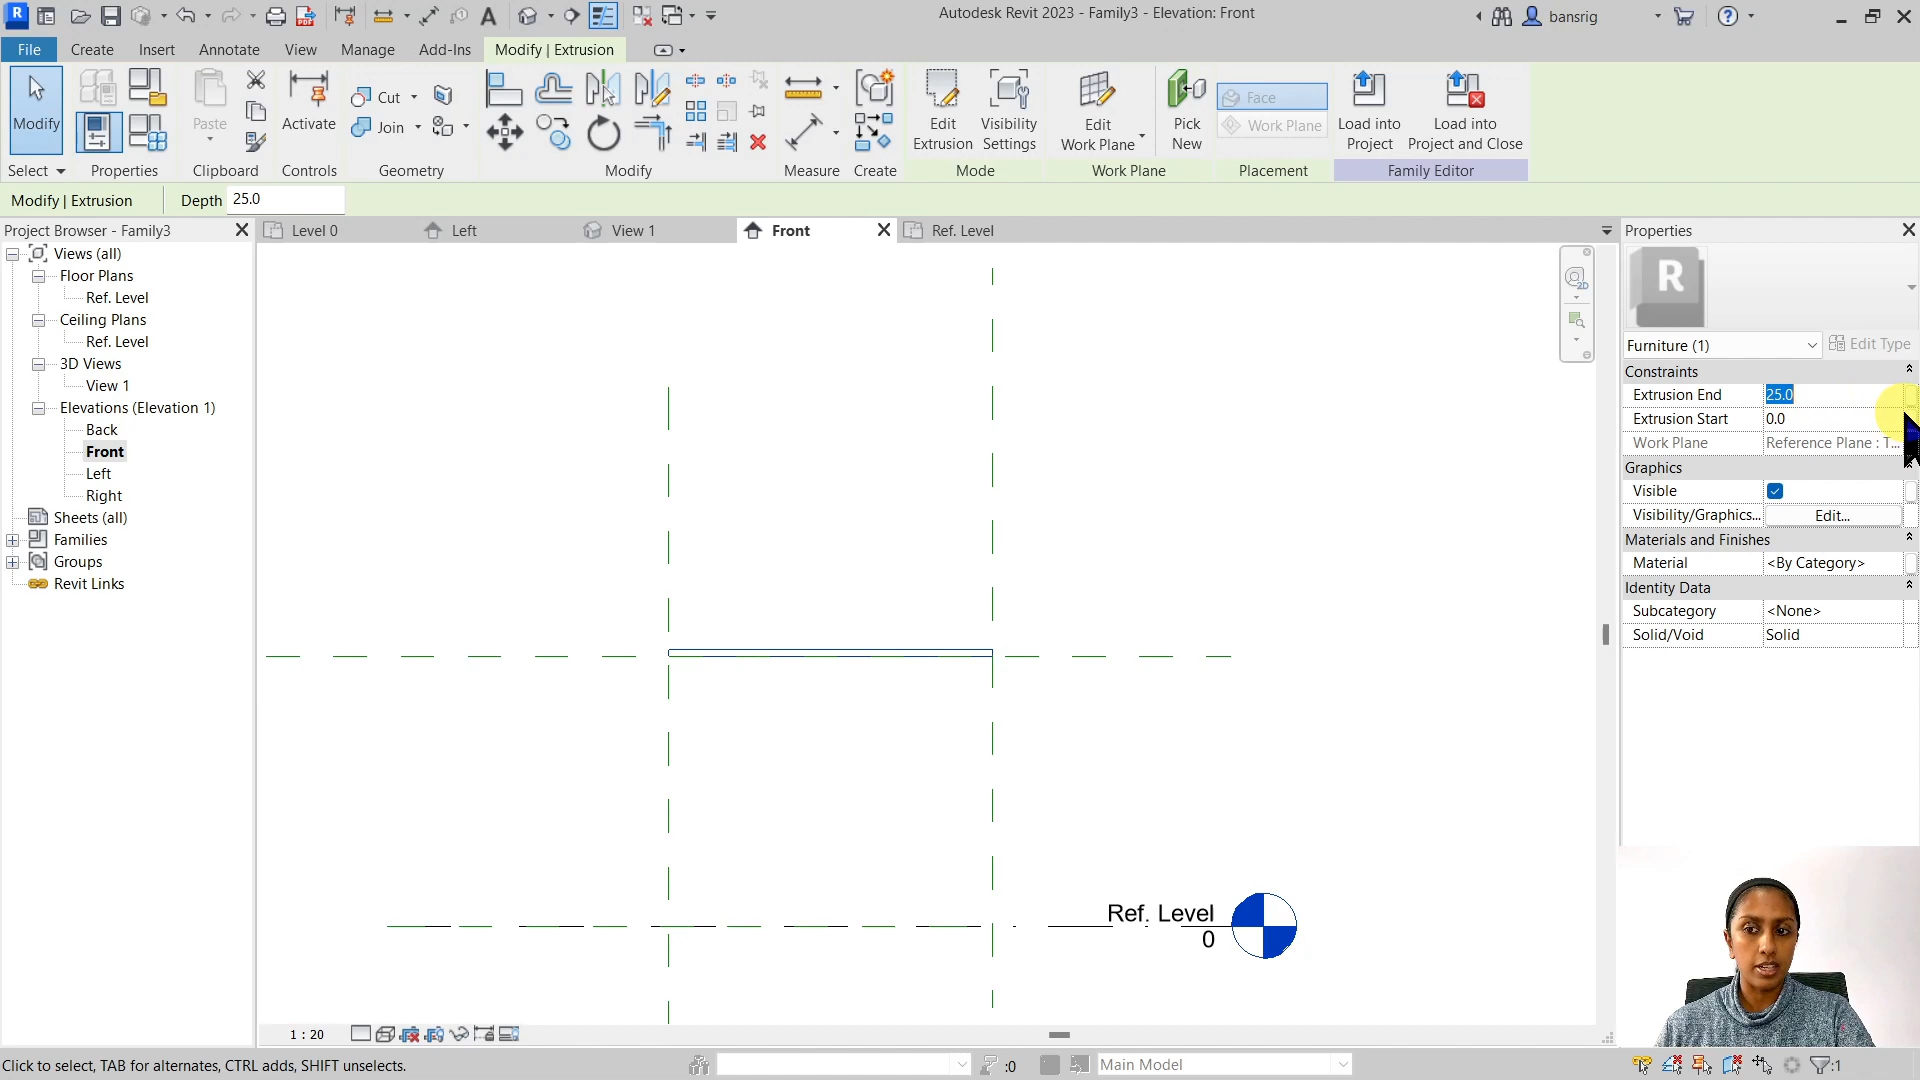 Autodesk Revit 2023 - Family3 - Elevation: Front
bansrig
File
Create
Insert
Annotate
View
Manage
Add-Ins
Modify | Extrusion
Modify
Paste
Activate
Cut
Join
Edit
Extrusion
Visibility
Settings
Edit
Work Plane
Pick
New
Face
Work Plane
Load into
Project
Load into
Project and Close
Select
Properties
Clipboard
Controls
Geometry
Modify
Measure
Create
Mode
Work Plane
Placement
Family Editor
Modify | Extrusion
Depth
25.0
Project Browser - Family3
Level 0
Left
View 1
Front
Ref. Level
Properties
Views (all)
Floor Plans
Ref. Level
Ceiling Plans
Ref. Level
3D Views
View 1
Elevations (Elevation 1)
Back
Front
Left
Right
Sheets (all)
Families
Groups
Revit Links
2D
R
Furniture (1)
Edit Type
Constraints
Extrusion End 25.0
Extrusion Start 0.0
Work Plane Reference Plane : T...
Graphics
Visible
Visibility/Graphics... Edit...
Materials and Finishes
Material <By Category>
Identity Data
Subcategory <None>
Solid/Void Solid
Ref. Level
0
1 : 20
Click to select, TAB for alternates, CTRL adds, SHIFT unselects.
:0
Main Model
:1